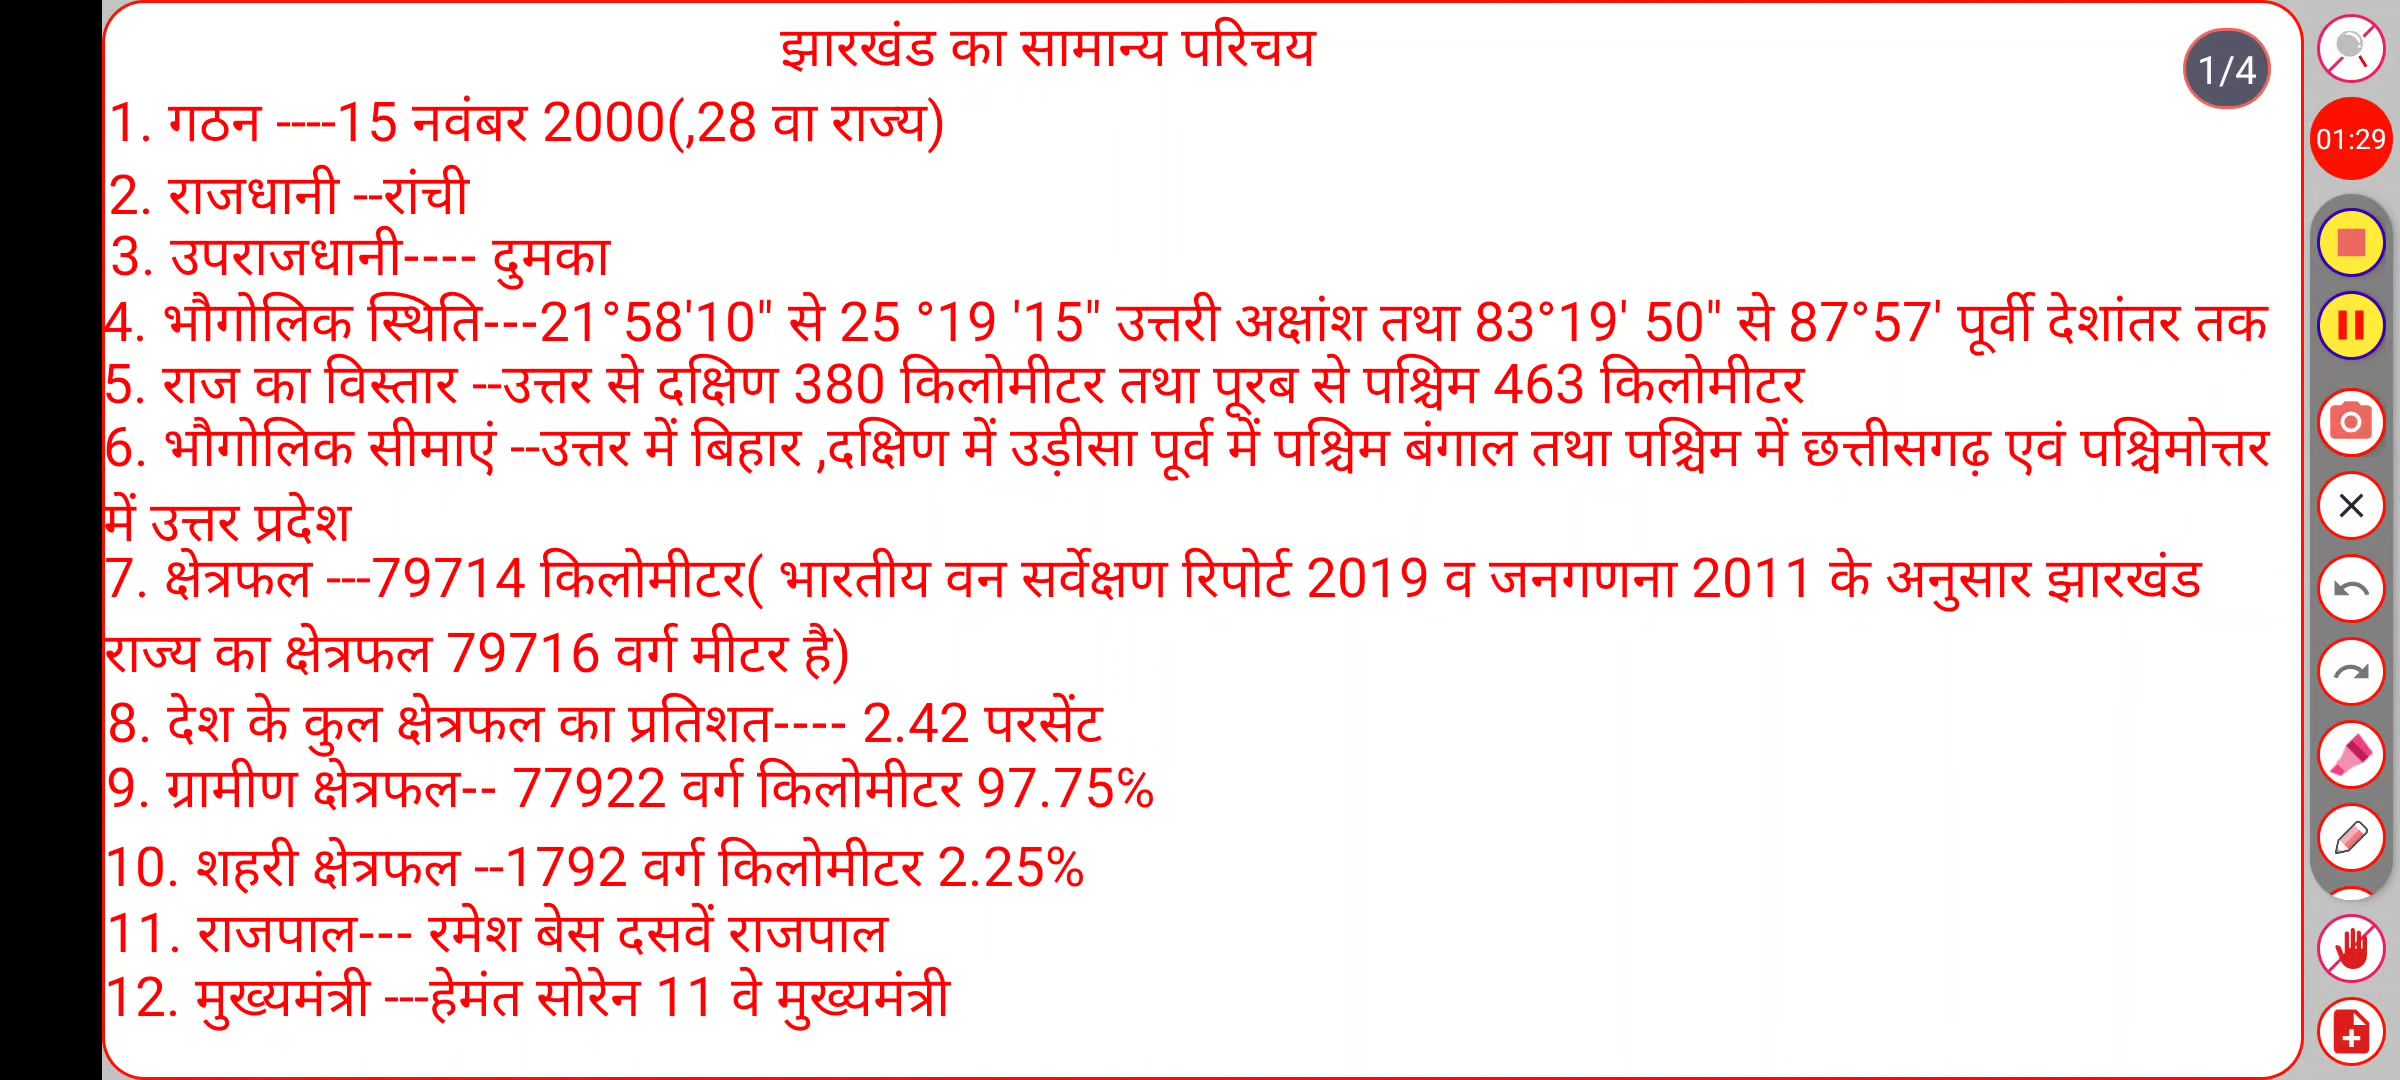 झारखंड का सामान्य परिचय
1/4
01:29
1. गठन ----15 नवंबर 2000(,28 वा राज्य)
2. राजधानी --रांची
3. उपराजधानी---- दुमका
4. भौगोलिक स्थिति---21°58'10" से 25 °19 '15" उत्तरी अक्षांश तथा 83°19' 50" से 87°57' पूर्वी देशांतर तक
5. राज का विस्तार --उत्तर से दक्षिण 380 किलोमीटर तथा पूरब से पश्चिम 463 किलोमीटर
6. भौगोलिक सीमाएं --उत्तर में बिहार ,दक्षिण में उड़ीसा पूर्व में पश्चिम बंगाल तथा पश्चिम में छत्तीसगढ़ एवं पश्चिमोत्तर
में उत्तर प्रदेश
7. क्षेत्रफल ---79714 किलोमीटर( भारतीय वन सर्वेक्षण रिपोर्ट 2019 व जनगणना 2011 के अनुसार झारखंड
राज्य का क्षेत्रफल 79716 वर्ग मीटर है)
8. देश के कुल क्षेत्रफल का प्रतिशत---- 2.42 परसेंट
9. ग्रामीण क्षेत्रफल-- 77922 वर्ग किलोमीटर 97.75℅
10. शहरी क्षेत्रफल --1792 वर्ग किलोमीटर 2.25%
11. राजपाल--- रमेश बेस दसवें राजपाल
12. मुख्यमंत्री ---हेमंत सोरेन 11 वे मुख्यमंत्री